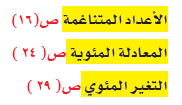 الأعداد المتناغمة ص(١٦)
المعادلة المئوية ص( ٢٤ )
التغير المئوي ص( ٢٩ )